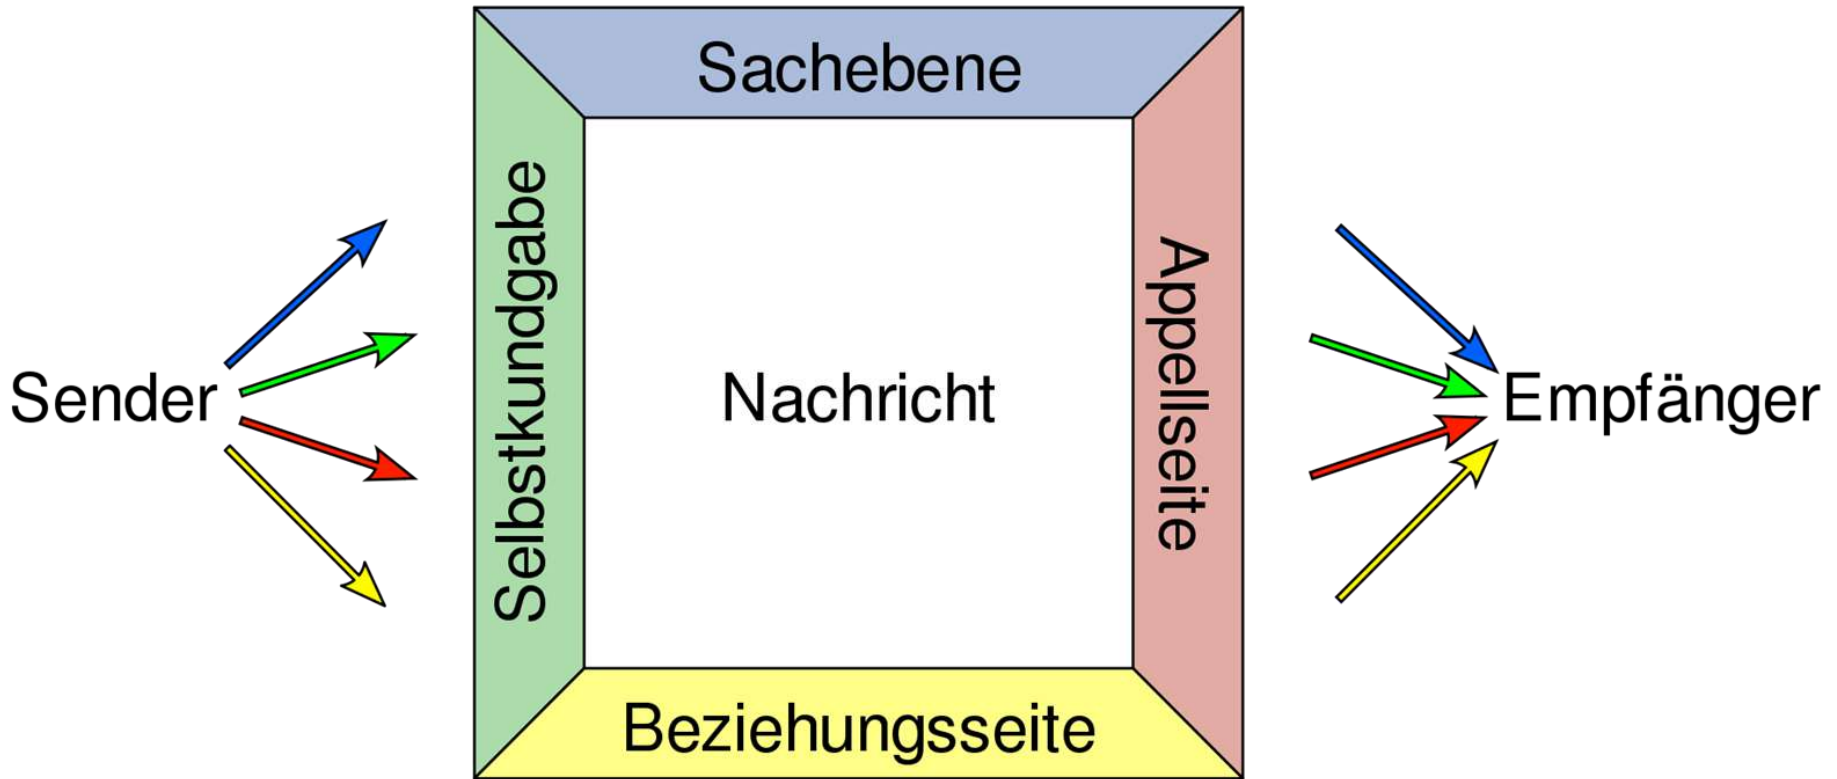 Sachebene
Selbstkundgabe
Appellseite
Sender
Nachricht
Empfänger
Beziehungsseite